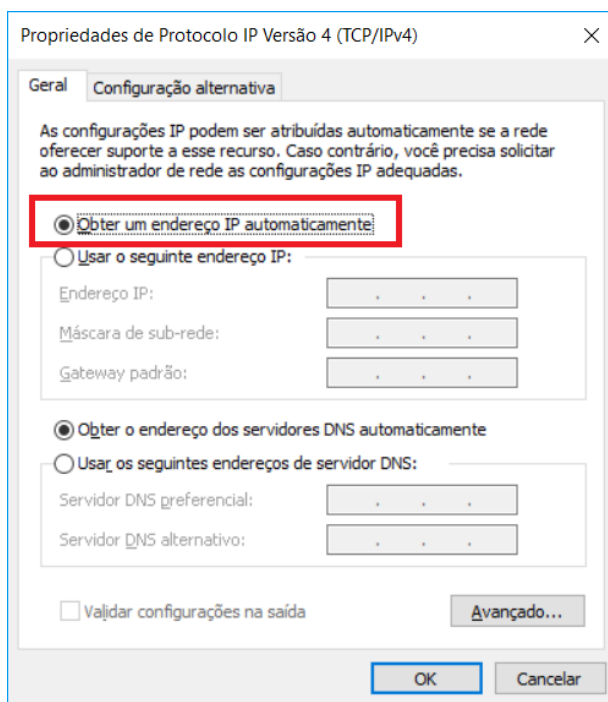 Propriedades de Protocolo IP Versão 4 (TCP/IPv4)
Geral
Configuração alternativa
As configurações IP podem ser atribuídas automaticamente se a rede
oferecer suporte a esse recurso. Caso contrário, você precisa solicitar
ao administrador de rede as configurações IP adequadas.
Obter um endereço IP automaticamente
Usar o seguinte endereço IP:
Endereço IP:
Máscara de sub-rede:
Gateway padrão:
Obter o endereço dos servidores DNS automaticamente
Usar os seguintes endereços de servidor DNS:
Servidor DNS preferencial:
Servidor DNS alternativo:
Validar configurações na saída
Avançado...
OK
Cancelar